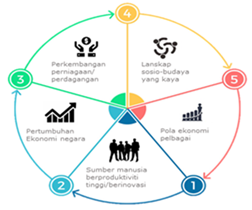 4
Perkembangan
perniagaan/
perdagangan
Lanskap
sosio-budaya
yang kaya
3
5
Pertumbuhan
Ekonomi negara
Pola ekonomi
pelbagai
Sumber manusia
berproduktiviti
tinggi/berinovasi
2
1